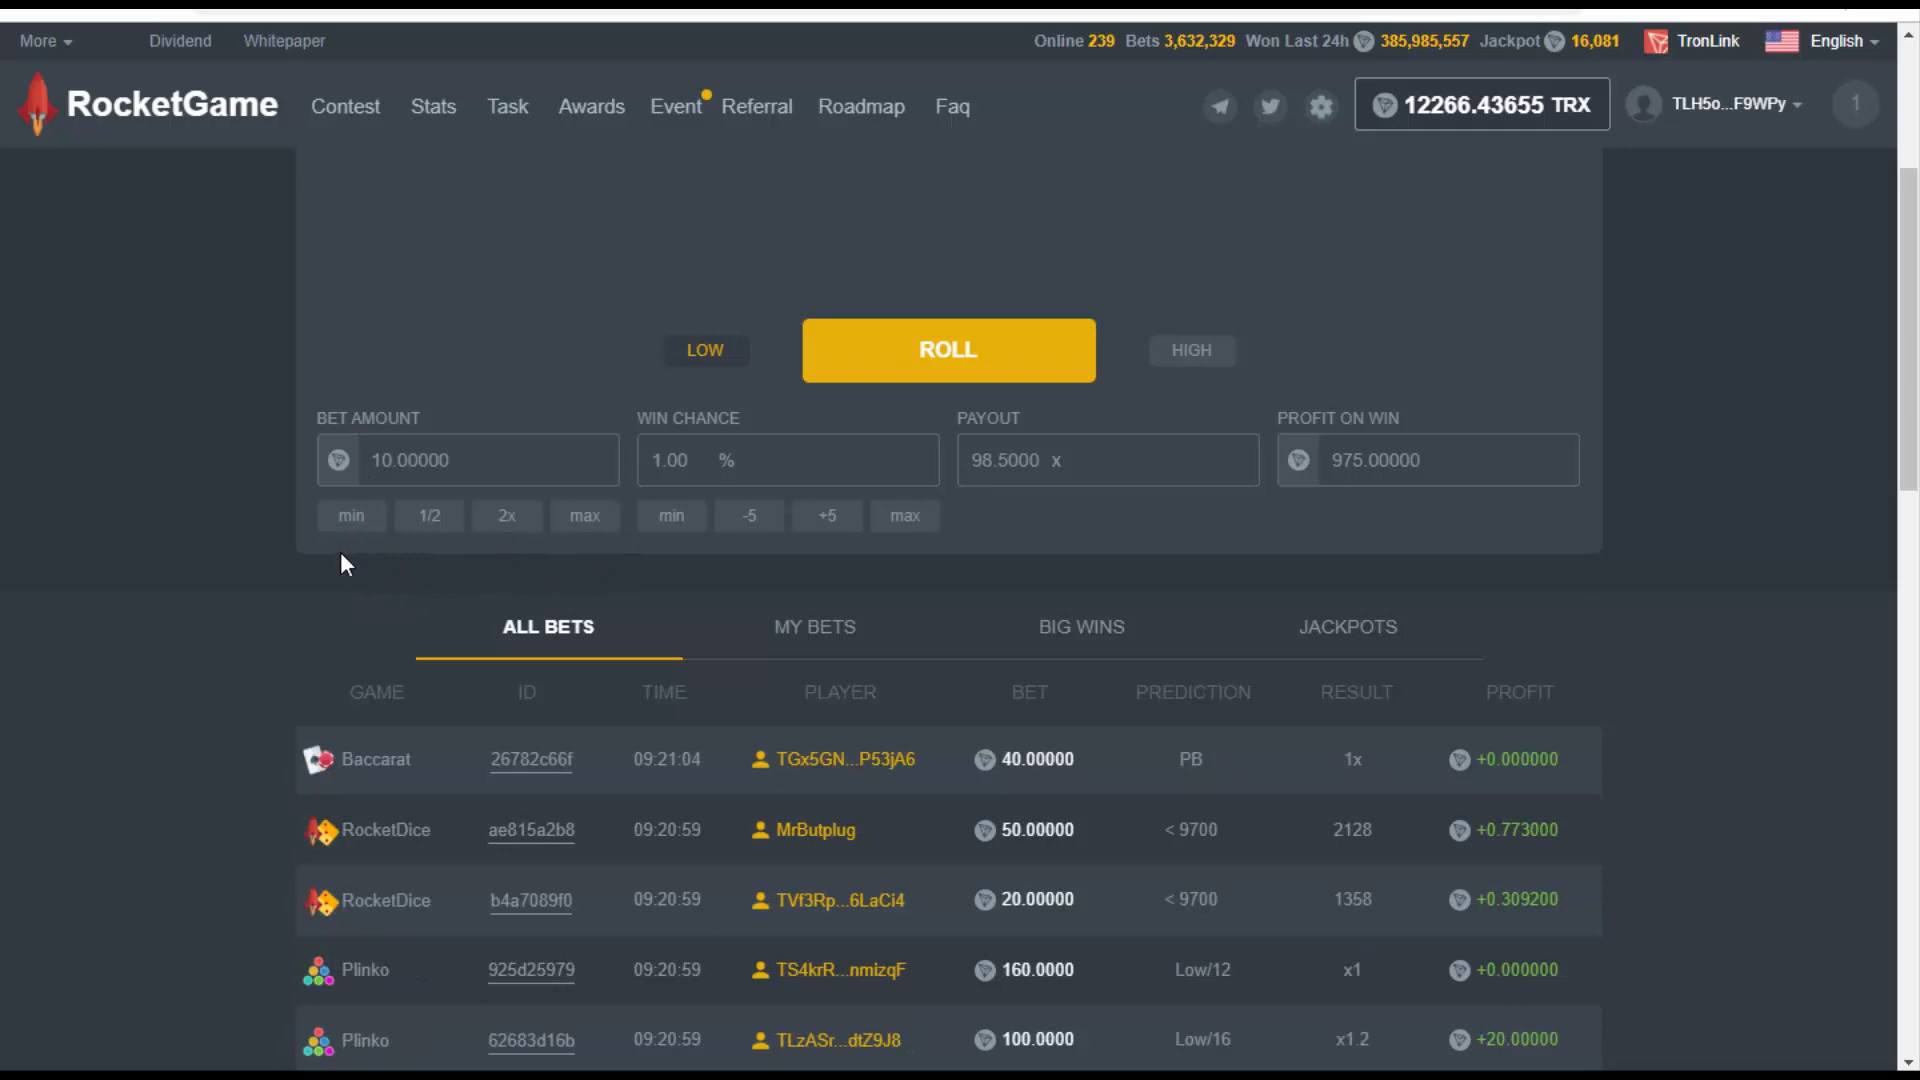 More Dividend Whitepaper Online 239 Bets 3,632,329 Won Last 24h 385,985,557 Jackpot 16,081 TronLink English
RocketGame Contest Stats Task Awards Event Referral Roadmap Faq 12266.43655 TRX TLH5o...F9WPy 1
LOW ROLL HIGH
BET AMOUNT WIN CHANCE PAYOUT PROFIT ON WIN
10.00000 1.00 % 98.5000 x 975.00000
min 1/2 2x max min -5 +5 max
ALL BETS MY BETS BIG WINS JACKPOTS
GAME ID TIME PLAYER BET PREDICTION RESULT PROFIT
Baccarat 26782c66f 09:21:04 TGx5GN...P53jA6 40.00000 PB 1x +0.000000
RocketDice ae815a2b8 09:20:59 MrButplug 50.00000 < 9700 2128 +0.773000
RocketDice b4a7089f0 09:20:59 TVf3Rp...6LaCi4 20.00000 < 9700 1358 +0.309200
Plinko 925d25979 09:20:59 TS4krR...nmizqF 160.0000 Low/12 x1 +0.000000
Plinko 62683d16b 09:20:59 TLzASr...dtZ9J8 100.0000 Low/16 x1.2 +20.00000